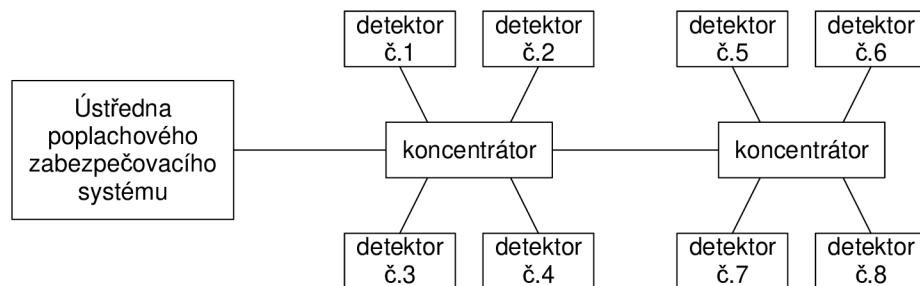 detektor
č.1
detektor
č.2
detektor
č.5
detektor
č.6
Ústředna
poplachového
zabezpečovacího
systému
koncentrátor
koncentrátor
detektor
č.3
detektor
č.4
detektor
č.7
detektor
č.8